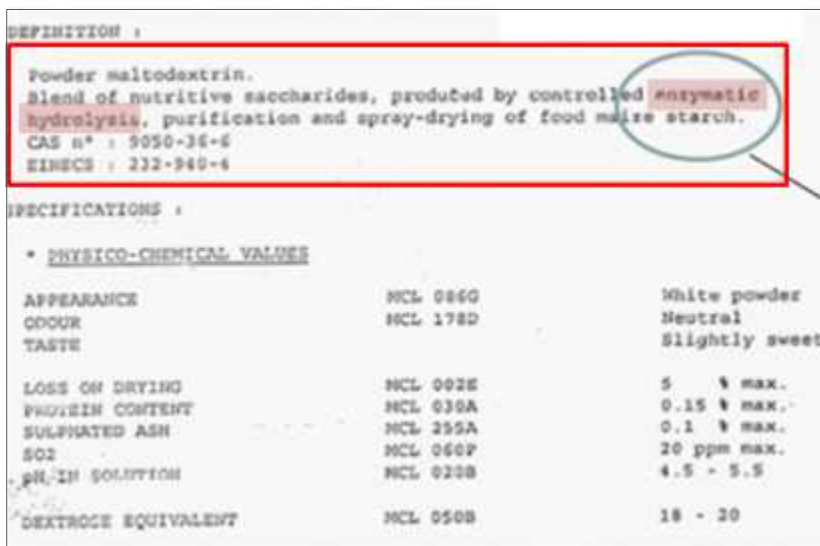 DEFINITION :
Powder maltodextrin.
Blend of nutritive saccharides, produced by controlled enzymatic
hydrolysis, purification and spray-drying of food maize starch.
CAS n° : 9050-36-6
EINECS : 232-940-4
SPECIFICATIONS :
* PHYSICO-CHEMICAL VALUES
APPEARANCE MCL 086G White powder
ODOUR MCL 178D Neutral
TASTE Slightly sweet
LOSS ON DRYING MCL 002E 5 % max.
PROTEIN CONTENT MCL 030A 0.15 % max.
SULPHATED ASH MCL 255A 0.1 % max.
SO2 MCL 060P 20 ppm max.
pH IN SOLUTION MCL 020B 4.5 - 5.5
DEXTROSE EQUIVALENT MCL 050B 18 - 20